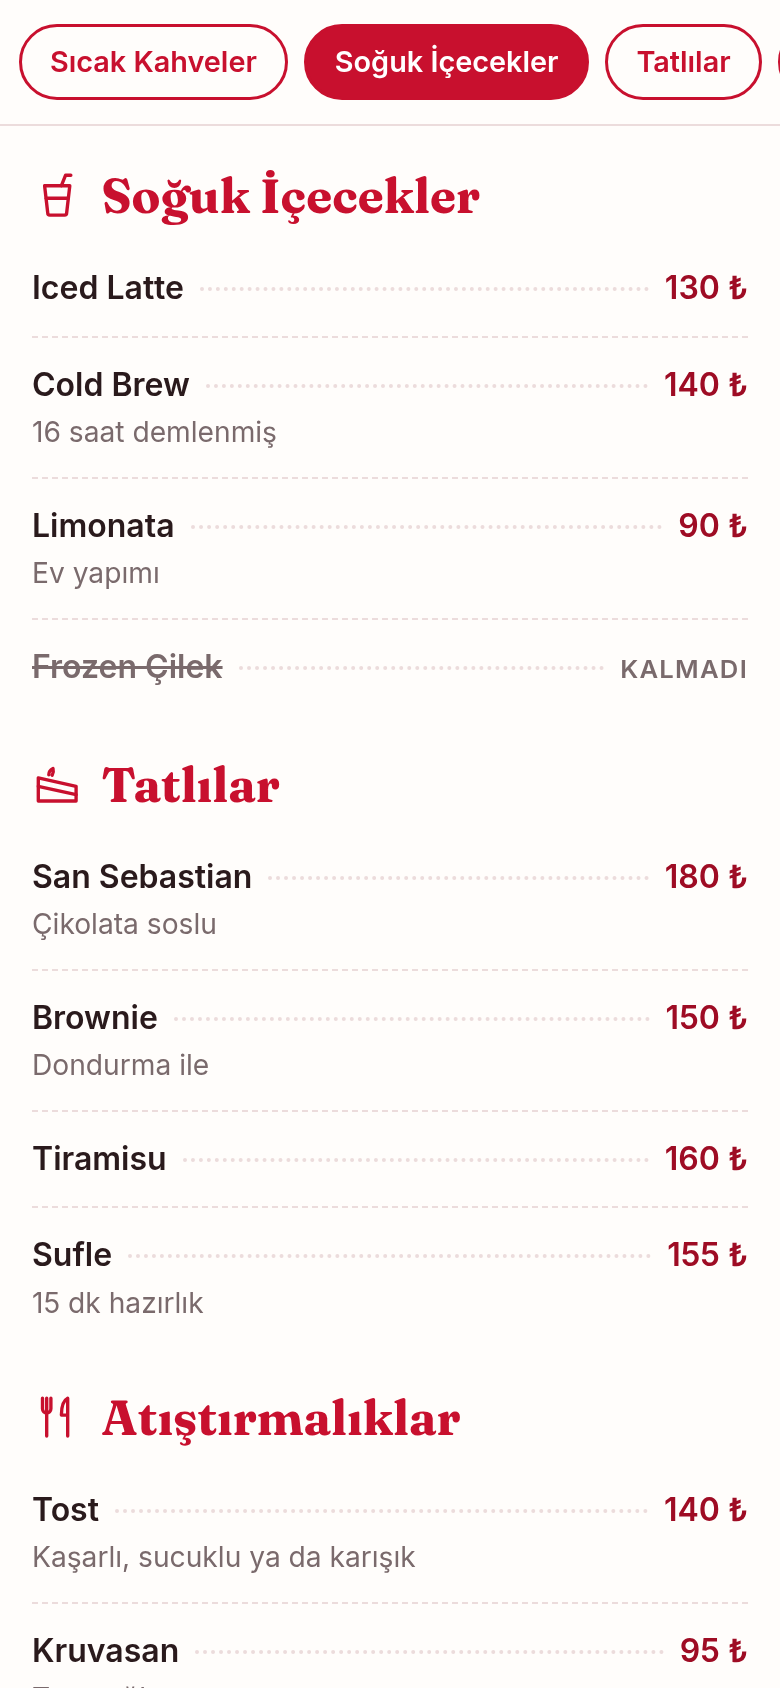 Sıcak Kahveler Soğuk İçecekler Tatlılar
Soğuk İçecekler
Iced Latte 130 ₺
Cold Brew 140 ₺
16 saat demlenmiş
Limonata 90 ₺
Ev yapımı
Frozen Çilek KALMADI
Tatlılar
San Sebastian 180 ₺
Çikolata soslu
Brownie 150 ₺
Dondurma ile
Tiramisu 160 ₺
Sufle 155 ₺
15 dk hazırlık
Atıştırmalıklar
Tost 140 ₺
Kaşarlı, sucuklu ya da karışık
Kruvasan 95 ₺